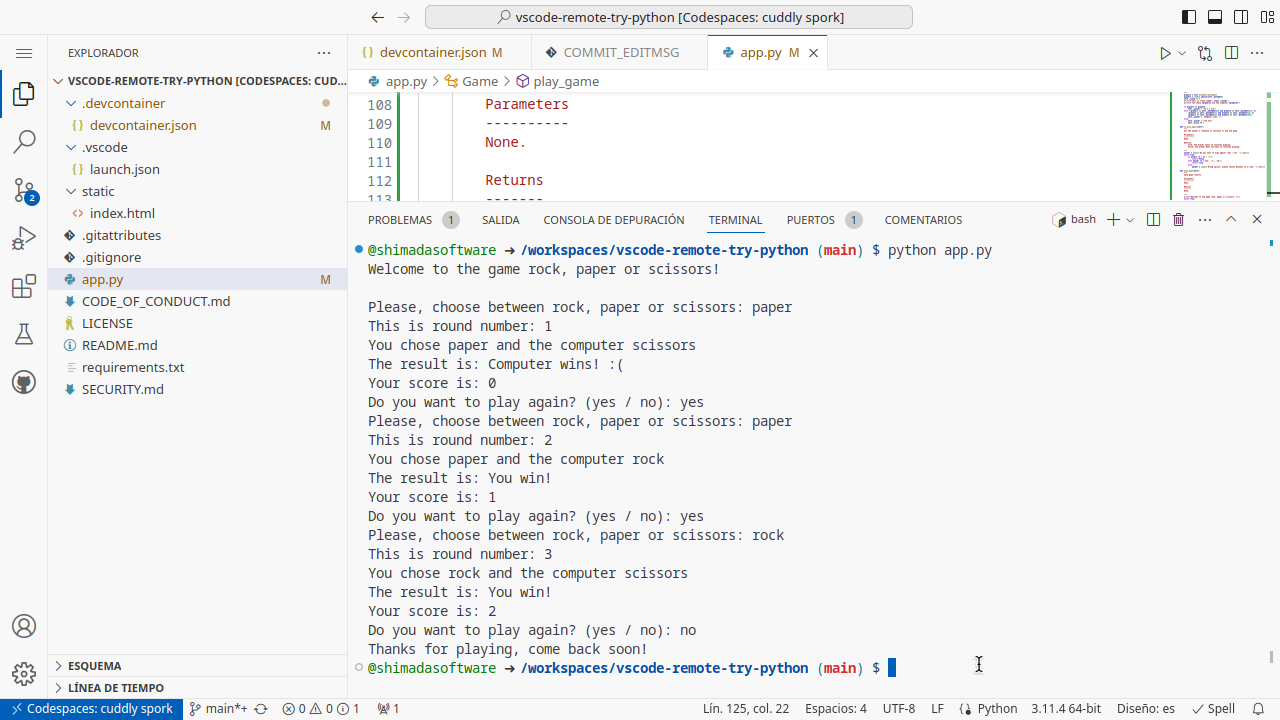 vscode-remote-try-python [Codespaces: cuddly spork]
EXPLORADOR
VSCODE-REMOTE-TRY-PYTHON [CODESPACES: CUD...
.devcontainer
devcontainer.json M
.vscode
launch.json
static
index.html
.gitattributes
.gitignore
app.py M
CODE_OF_CONDUCT.md
LICENSE
README.md
requirements.txt
SECURITY.md
ESQUEMA
LÍNEA DE TIEMPO
2
devcontainer.json M
COMMIT_EDITMSG
app.py M
app.py > Game > play_game
108 Parameters
109 ----------
110 None.
111
112 Returns
113 -------
PROBLEMAS 1
SALIDA
CONSOLA DE DEPURACIÓN
TERMINAL
PUERTOS 1
COMENTARIOS
bash
@shimadasoftware ➜ /workspaces/vscode-remote-try-python (main) $ python app.py
Welcome to the game rock, paper or scissors!
Please, choose between rock, paper or scissors: paper
This is round number: 1
You chose paper and the computer scissors
The result is: Computer wins! :(
Your score is: 0
Do you want to play again? (yes / no): yes
Please, choose between rock, paper or scissors: paper
This is round number: 2
You chose paper and the computer rock
The result is: You win!
Your score is: 1
Do you want to play again? (yes / no): yes
Please, choose between rock, paper or scissors: rock
This is round number: 3
You chose rock and the computer scissors
The result is: You win!
Your score is: 2
Do you want to play again? (yes / no): no
Thanks for playing, come back soon!
@shimadasoftware ➜ /workspaces/vscode-remote-try-python (main) $
Codespaces: cuddly spork main*+ 0 0 1 1 Lín. 125, col. 22 Espacios: 4 UTF-8 LF Python 3.11.4 64-bit Diseño: es Spell